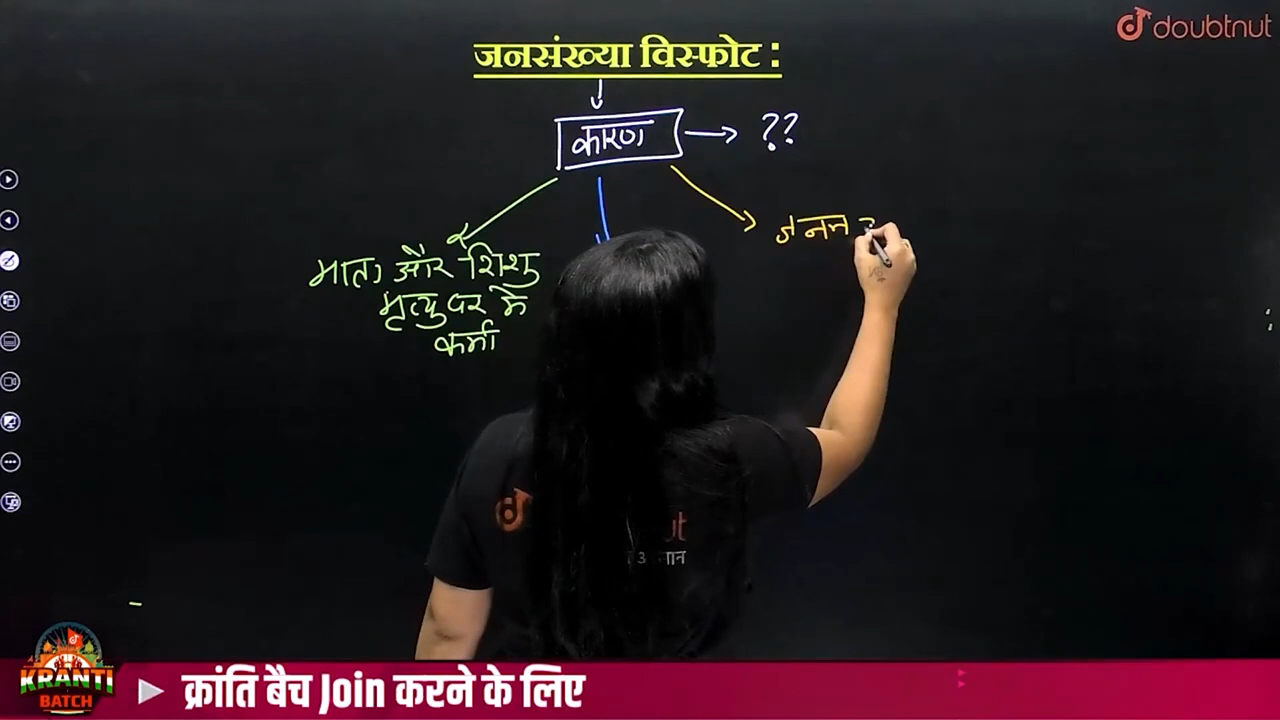 doubtnut
जनसंख्या विस्फोट :
कारण → ??
जनन
माता और शिशु
मृत्युदर मे
कमी
KRANTI
BATCH
क्रांति बैच Join करने के लिए